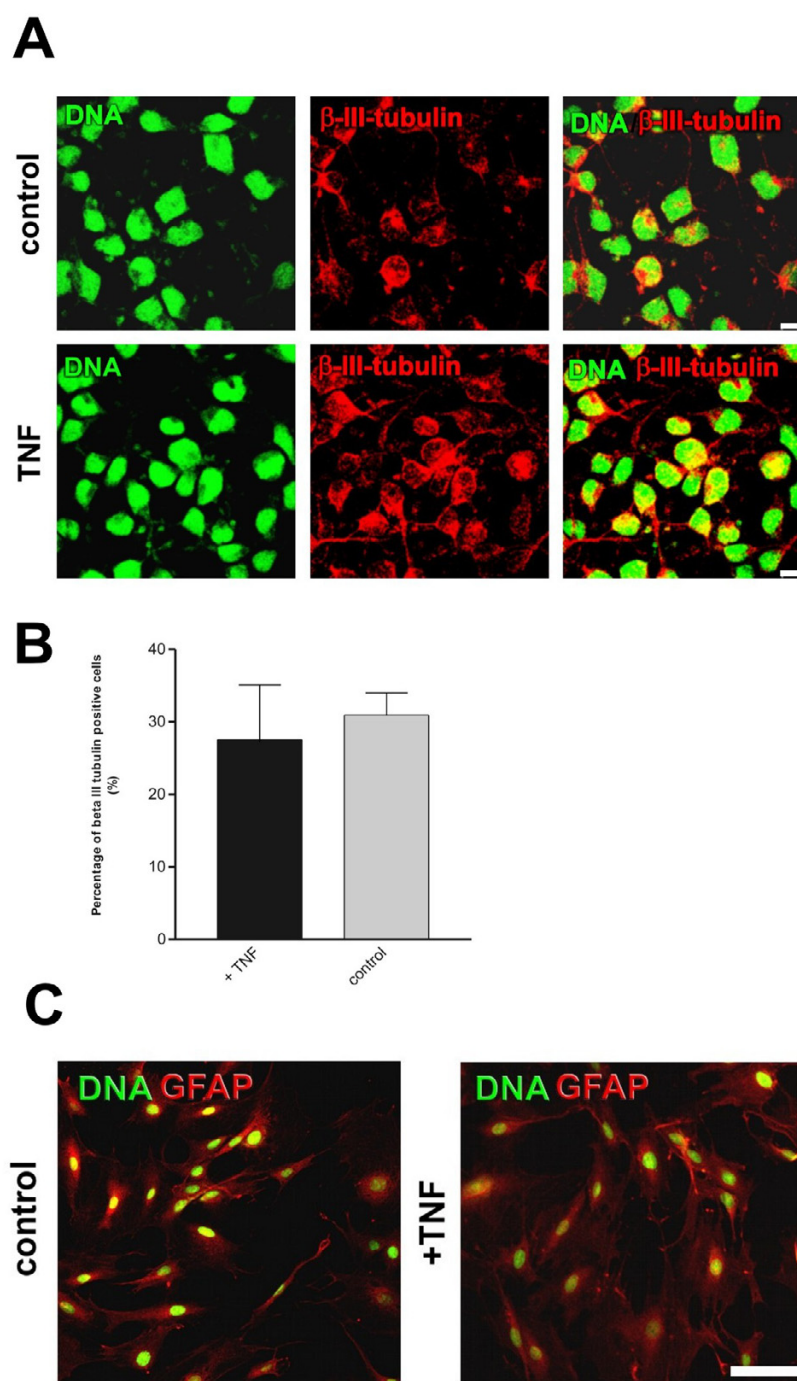 A
control
DNA
β-III-tubulin
DNA/β-III-tubulin
TNF
DNA
β-III-tubulin
DNA β-III-tubulin
B
Percentage of beta III tubulin positive cells
(%)
40
30
20
10
0
+ TNF
control
C
control
DNA GFAP
+TNF
DNA GFAP